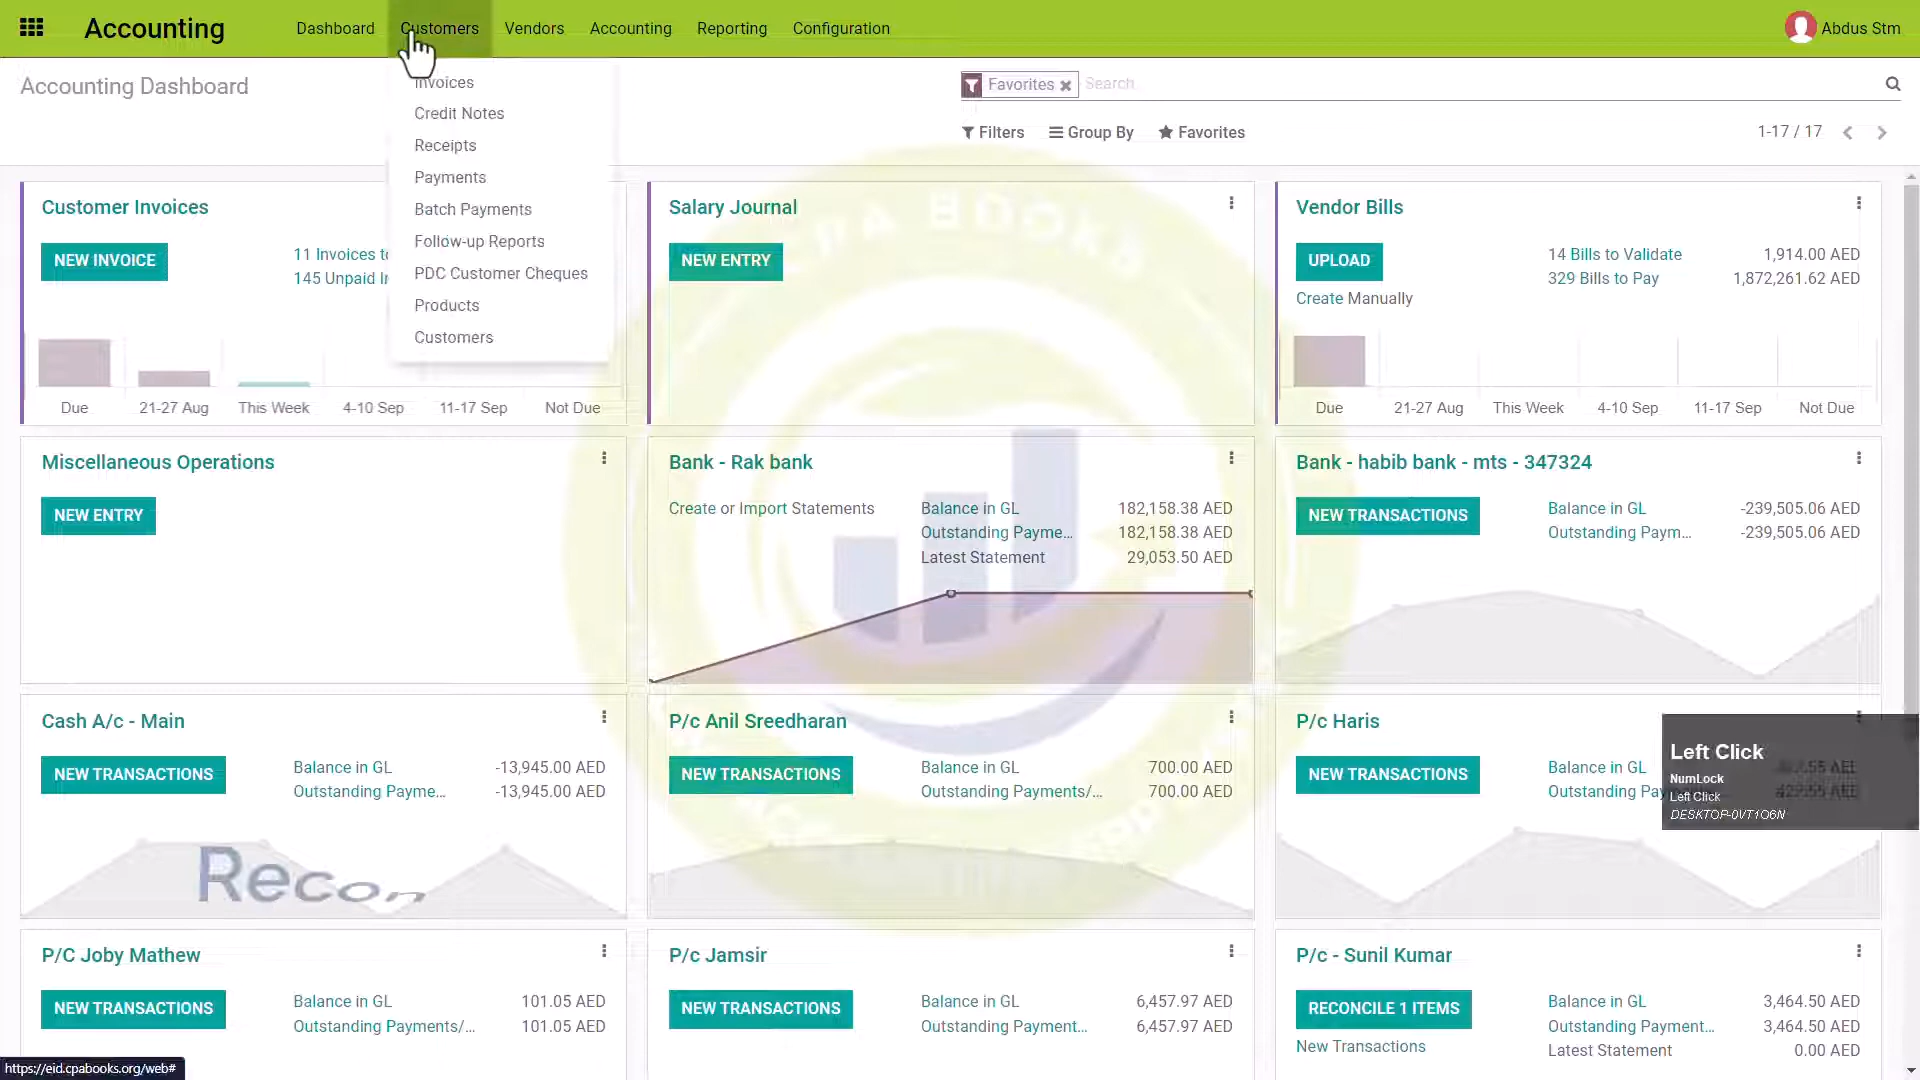 Accounting
Dashboard
Customers
Vendors
Accounting
Reporting
Configuration
Abdus Stm
Accounting Dashboard
Favorites
Search...
Filters
Group By
Favorites
1-17 / 17
Invoices
Credit Notes
Receipts
Payments
Batch Payments
Follow-up Reports
PDC Customer Cheques
Products
Customers
Customer Invoices
NEW INVOICE
11 Invoices to
145 Unpaid In
Due
21-27 Aug
This Week
4-10 Sep
11-17 Sep
Not Due
Salary Journal
NEW ENTRY
Vendor Bills
UPLOAD
Create Manually
14 Bills to Validate 1,914.00 AED
329 Bills to Pay 1,872,261.62 AED
Due
21-27 Aug
This Week
4-10 Sep
11-17 Sep
Not Due
Miscellaneous Operations
NEW ENTRY
Bank - Rak bank
Create or Import Statements
Balance in GL 182,158.38 AED
Outstanding Payme... 182,158.38 AED
Latest Statement 29,053.50 AED
Bank - habib bank - mts - 347324
NEW TRANSACTIONS
Balance in GL -239,505.06 AED
Outstanding Paym... -239,505.06 AED
Cash A/c - Main
NEW TRANSACTIONS
Balance in GL -13,945.00 AED
Outstanding Payme... -13,945.00 AED
Recon
P/c Anil Sreedharan
NEW TRANSACTIONS
Balance in GL 700.00 AED
Outstanding Payments/... 700.00 AED
P/c Haris
NEW TRANSACTIONS
Balance in GL
Outstanding Pay
Left Click
NumLock
Left Click
DESKTOP-0VT1O6N
P/C Joby Mathew
NEW TRANSACTIONS
Balance in GL 101.05 AED
Outstanding Payments/... 101.05 AED
P/c Jamsir
NEW TRANSACTIONS
Balance in GL 6,457.97 AED
Outstanding Payment... 6,457.97 AED
P/c - Sunil Kumar
RECONCILE 1 ITEMS
New Transactions
Balance in GL 3,464.50 AED
Outstanding Payment... 3,464.50 AED
Latest Statement 0.00 AED
https://eid.cpabooks.org/web#
CPA BOOKS